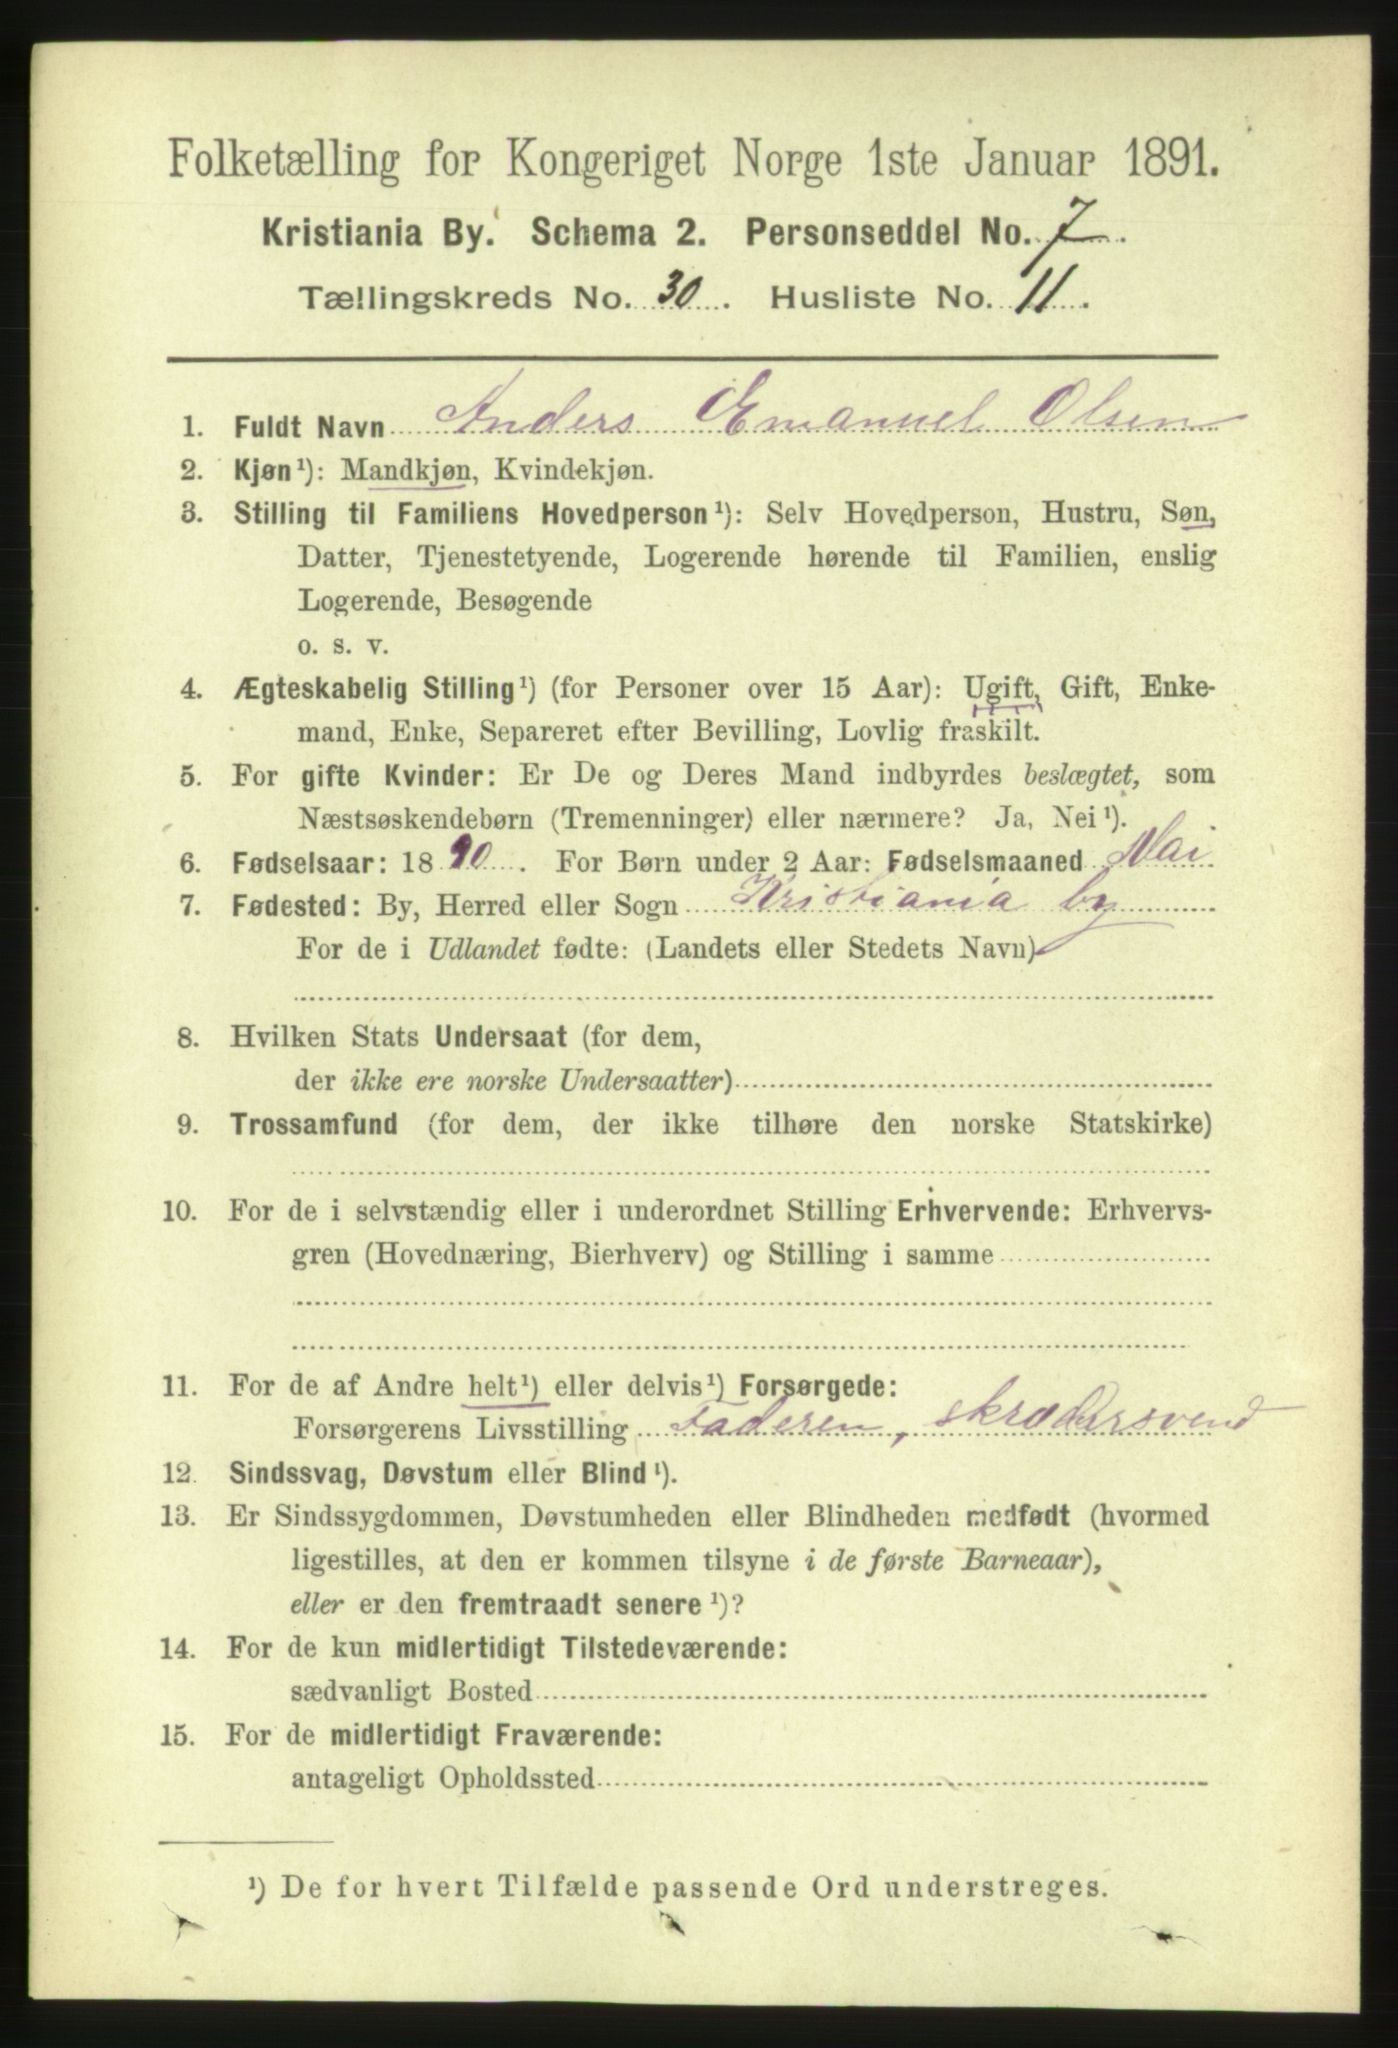 Folketælling for Kongeriget Norge 1ste Januar 1891.
Kristiania By. Schema 2. Personseddel No. 7.
Tællingskreds No. 30. Husliste No. 11.
1. Fuldt Navn Anders Emanuel Olsen
2. Kjøn¹): Mandkjøn, Kvindekjøn.
3. Stilling til Familiens Hovedperson¹): Selv Hovedperson, Hustru, Søn,
Datter, Tjenestetyende, Logerende hørende til Familien, enslig
Logerende, Besøgende
o. s. v.
4. Ægteskabelig Stilling¹) (for Personer over 15 Aar): Ugift, Gift, Enke-
mand, Enke, Separeret efter Bevilling, Lovlig fraskilt.
5. For gifte Kvinder: Er De og Deres Mand indbyrdes beslægtet, som
Næstsøskendebørn (Tremenninger) eller nærmere? Ja, Nei¹).
6. Fødselsaar: 1890. For Børn under 2 Aar: Fødselsmaaned Mai
7. Fødested: By, Herred eller Sogn Kristiania by
For de i Udlandet fødte: (Landets eller Stedets Navn)
8. Hvilken Stats Undersaat (for dem,
der ikke ere norske Undersaatter)
9. Trossamfund (for dem, der ikke tilhøre den norske Statskirke)
10. For de i selvstændig eller i underordnet Stilling Erhvervende: Erhvervs-
gren (Hovednæring, Bierhverv) og Stilling i samme
11. For de af Andre helt¹) eller delvis¹) Forsørgede:
Forsørgerens Livsstilling Faderen, skrædersvend
12. Sindssvag, Døvstum eller Blind¹).
13. Er Sindssygdommen, Døvstumheden eller Blindheden medfødt (hvormed
ligestilles, at den er kommen tilsyne i de første Barneaar),
eller er den fremtraadt senere¹)?
14. For de kun midlertidigt Tilstedeværende:
sædvanligt Bosted
15. For de midlertidigt Fraværende:
antageligt Opholdssted
¹) De for hvert Tilfælde passende Ord understreges.